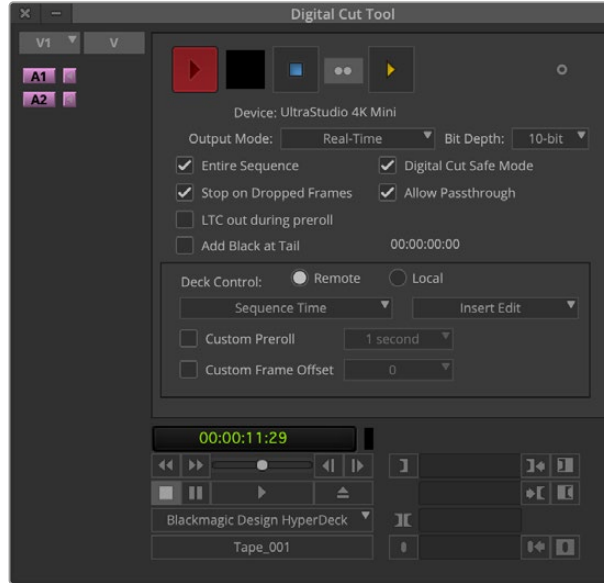 Digital Cut Tool
V1 V
A1
A2
Device: UltraStudio 4K Mini
Output Mode: Real-Time Bit Depth: 10-bit
Entire Sequence Digital Cut Safe Mode
Stop on Dropped Frames Allow Passthrough
LTC out during preroll
Add Black at Tail 00:00:00:00
Deck Control: Remote Local
Sequence Time Insert Edit
Custom Preroll 1 second
Custom Frame Offset 0
00:00:11:29
Blackmagic Design HyperDeck
Tape_001